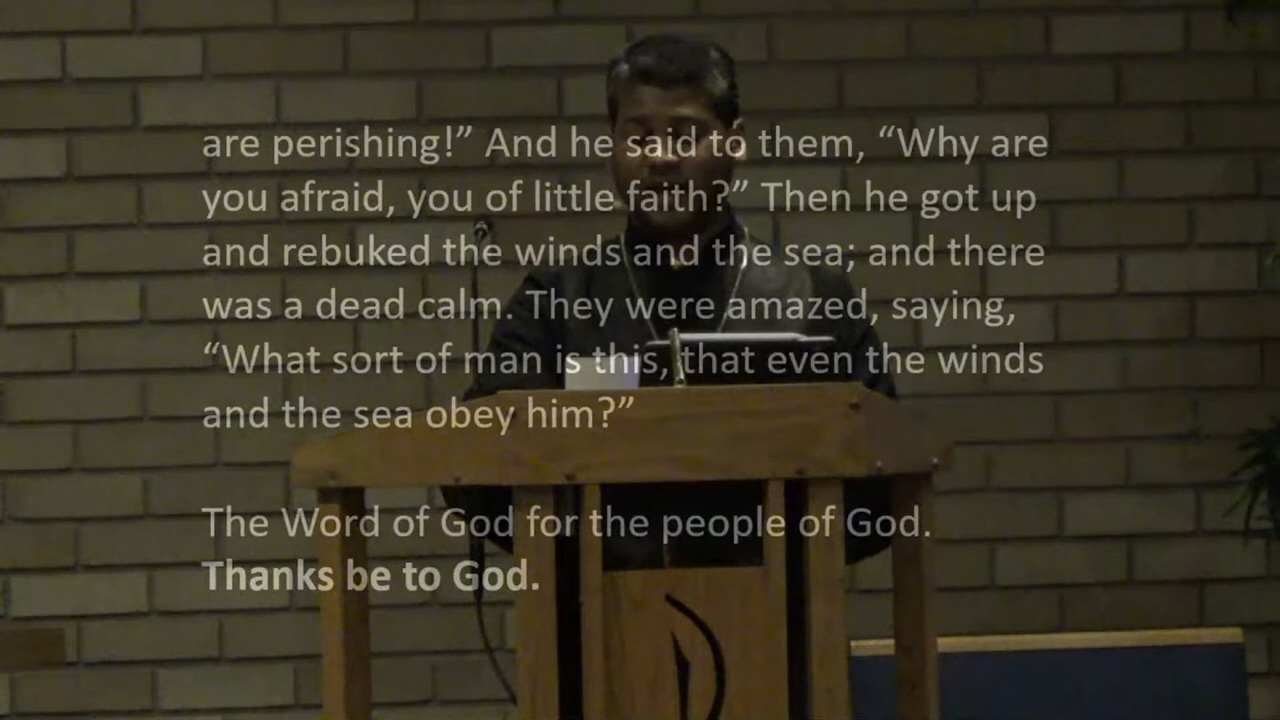 are perishing!” And he said to them, “Why are
you afraid, you of little faith?” Then he got up
and rebuked the winds and the sea; and there
was a dead calm. They were amazed, saying,
“What sort of man is this, that even the winds
and the sea obey him?”
The Word of God for the people of God.
Thanks be to God.